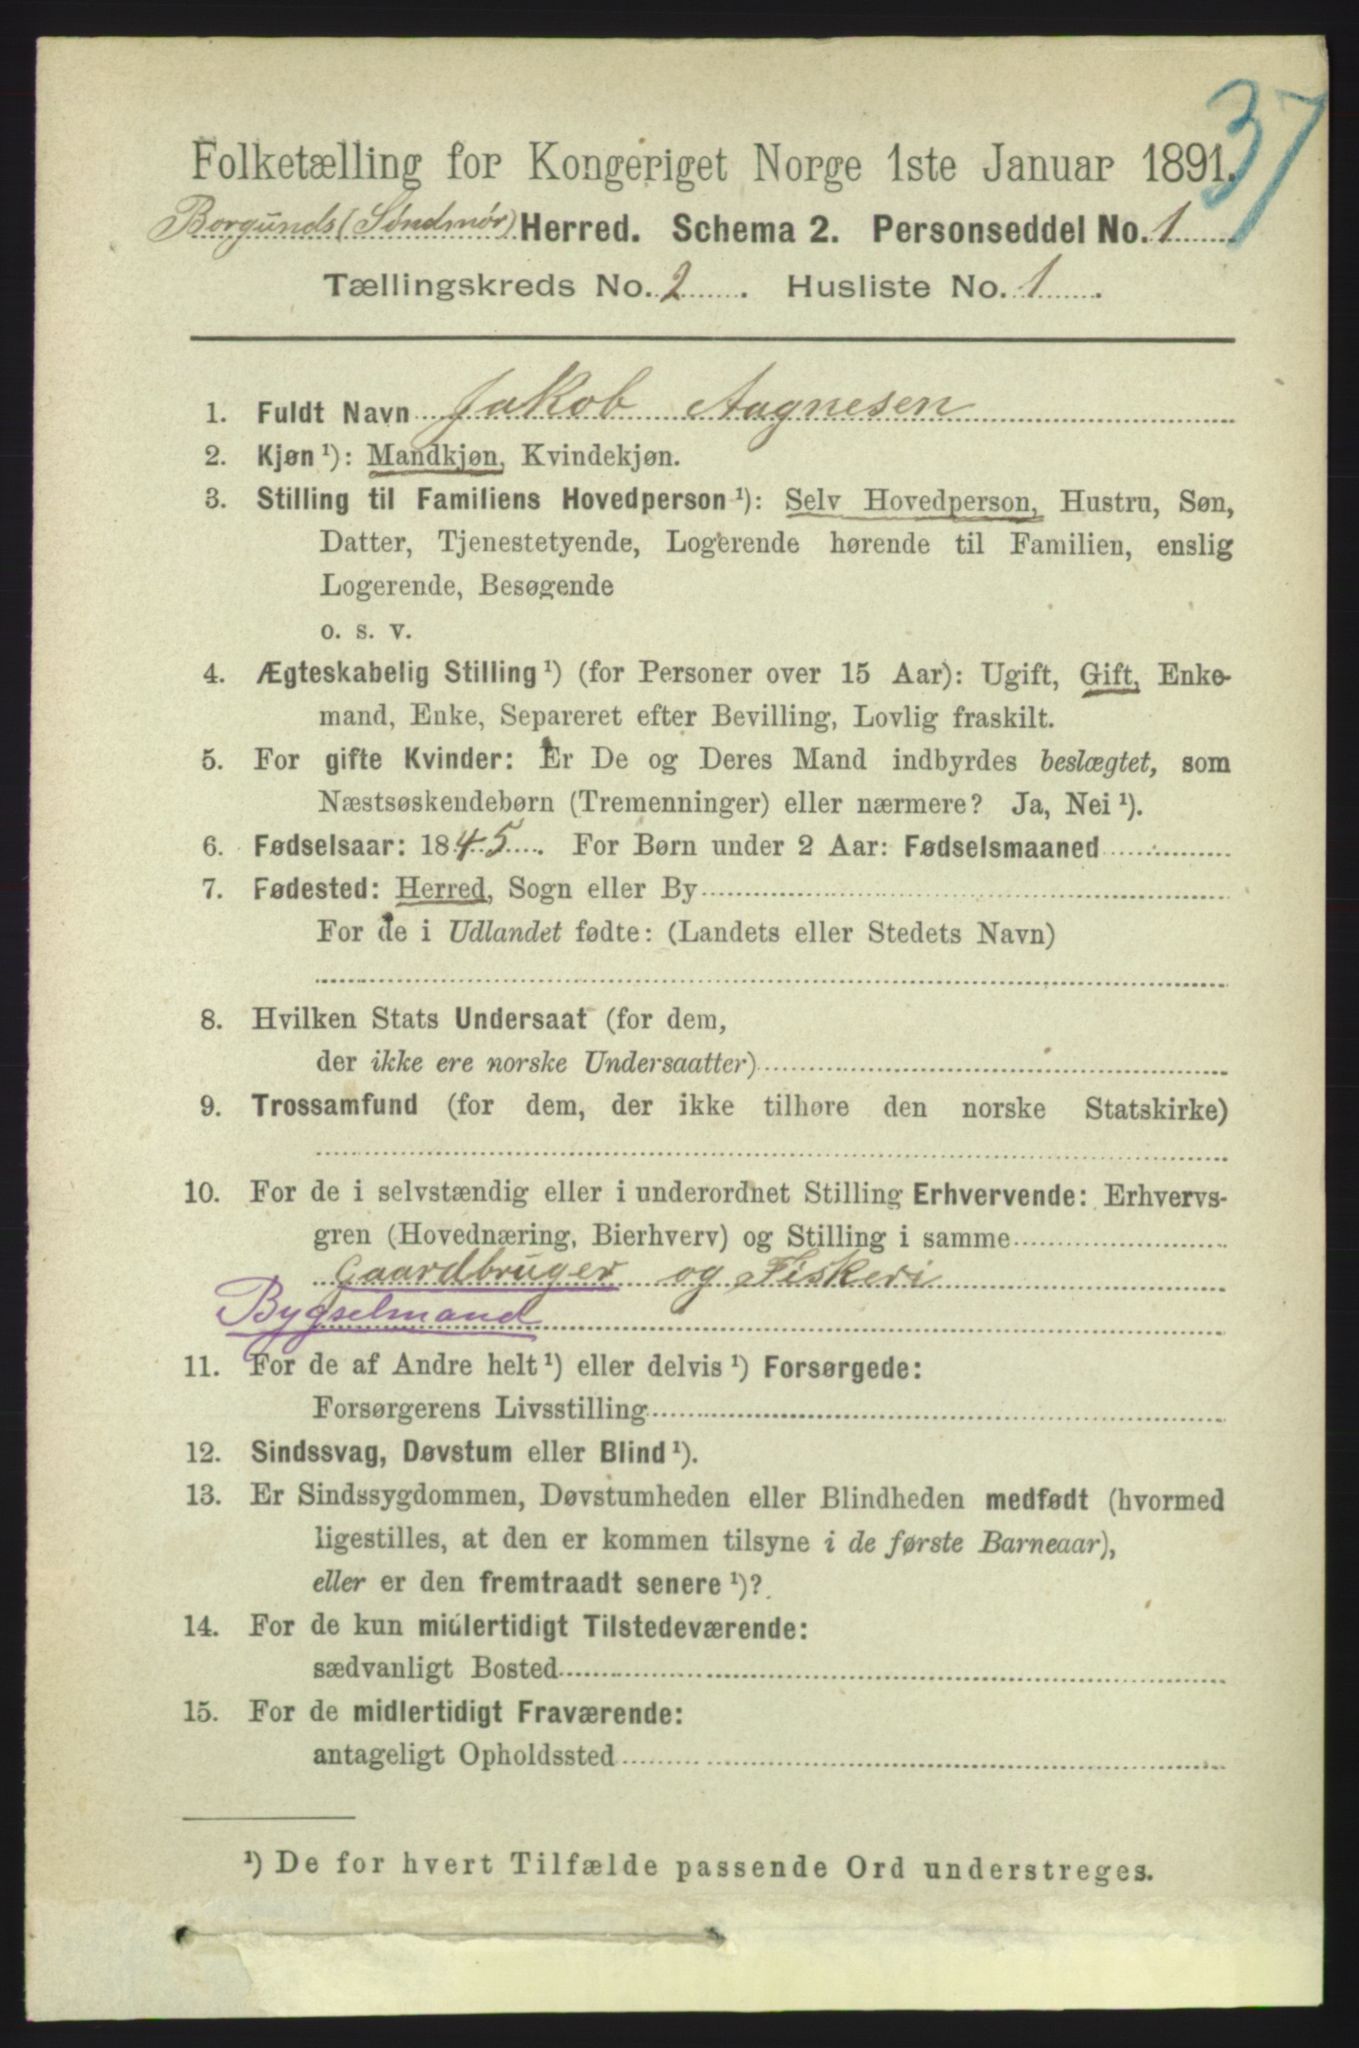 37
Folketælling for Kongeriget Norge 1ste Januar 1891.
Borgunds (Søndmør) Herred. Schema 2. Personseddel No. 1
Tællingskreds No. 2. Husliste No. 1.
1. Fuldt Navn Jakob Aagnesen
2. Kjøn ¹): Mandkjøn, Kvindekjøn.
3. Stilling til Familiens Hovedperson ¹): Selv Hovedperson, Hustru, Søn,
Datter, Tjenestetyende, Logerende hørende til Familien, enslig
Logerende, Besøgende
o. s. v.
4. Ægteskabelig Stilling ¹) (for Personer over 15 Aar): Ugift, Gift, Enke-
mand, Enke, Separeret efter Bevilling, Lovlig fraskilt.
5. For gifte Kvinder: Er De og Deres Mand indbyrdes beslægtet, som
Næstsøskendebørn (Tremenninger) eller nærmere? Ja, Nei ¹).
6. Fødselsaar: 1845. For Børn under 2 Aar: Fødselsmaaned
7. Fødested: Herred, Sogn eller By
For de i Udlandet fødte: (Landets eller Stedets Navn)
8. Hvilken Stats Undersaat (for dem,
der ikke ere norske Undersaatter)
9. Trossamfund (for dem, der ikke tilhøre den norske Statskirke)
10. For de i selvstændig eller i underordnet Stilling Erhvervende: Erhvervs-
gren (Hovednæring, Bierhverv) og Stilling i samme
Gaardbruger og Fiskeri
Bygselmand
11. For de af Andre helt ¹) eller delvis ¹) Forsørgede:
Forsørgerens Livsstilling
12. Sindssvag, Døvstum eller Blind ¹).
13. Er Sindssygdommen, Døvstumheden eller Blindheden medfødt (hvormed
ligestilles, at den er kommen tilsyne i de første Barneaar),
eller er den fremtraadt senere ¹)?
14. For de kun midlertidigt Tilstedeværende:
sædvanligt Bosted
15. For de midlertidigt Fraværende:
antageligt Opholdssted
¹) De for hvert Tilfælde passende Ord understreges.